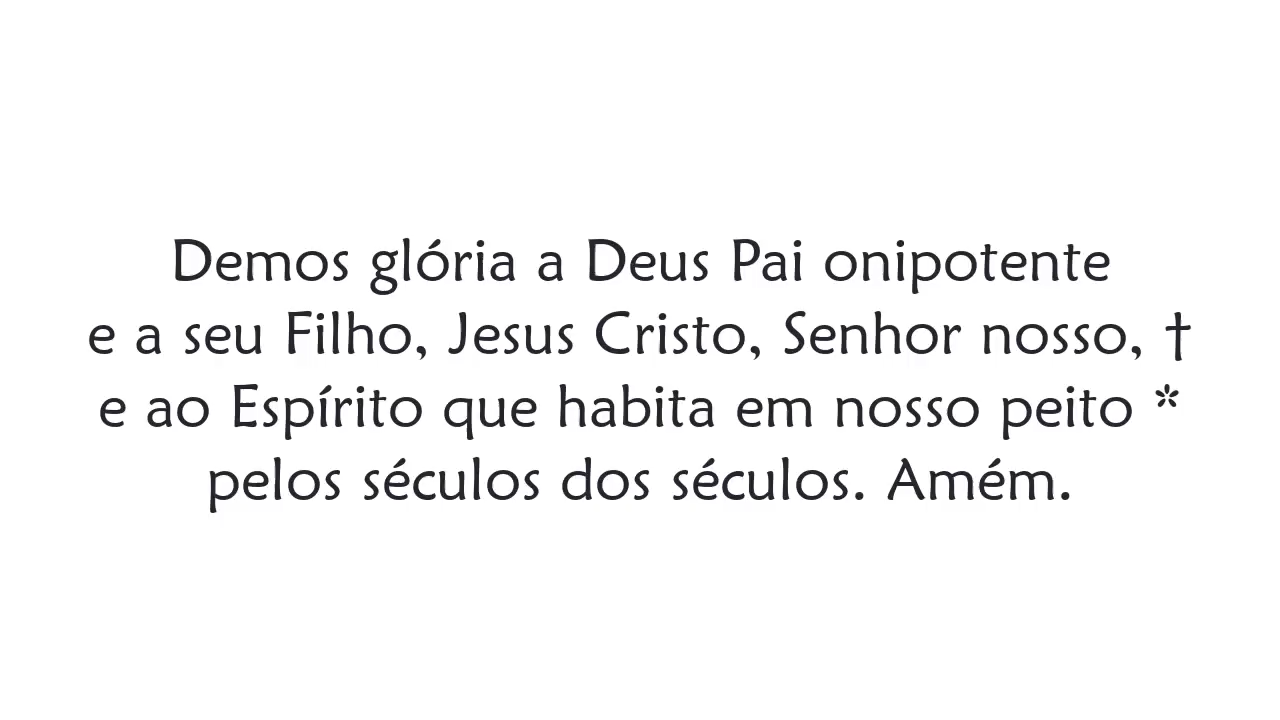 Demos glória a Deus Pai onipotente
e a seu Filho, Jesus Cristo, Senhor nosso, †
e ao Espírito que habita em nosso peito *
pelos séculos dos séculos. Amém.